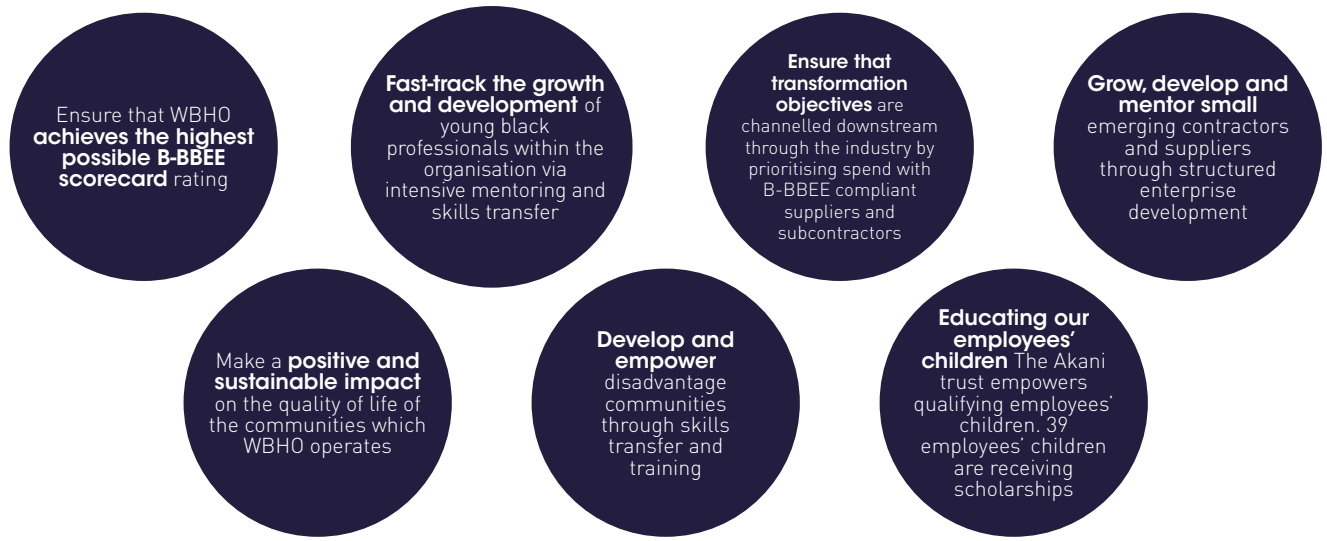 Ensure that WBHO
achieves the highest
possible B-BBEE
scorecard rating
Fast-track the growth
and development of
young black
professionals within the
organisation via
intensive mentoring and
skills transfer
Ensure that
transformation
objectives are
channelled downstream
through the industry by
prioritising spend with
B-BBEE compliant
suppliers and
subcontractors
Grow, develop and
mentor small
emerging contractors
and suppliers
through structured
enterprise
development
Make a positive and
sustainable impact
on the quality of life of
the communities which
WBHO operates
Develop and
empower
disadvantage
communities
through skills
transfer and
training
Educating our
employees’
children The Akani
trust empowers
qualifying employees’
children. 39
employees’ children
are receiving
scholarships